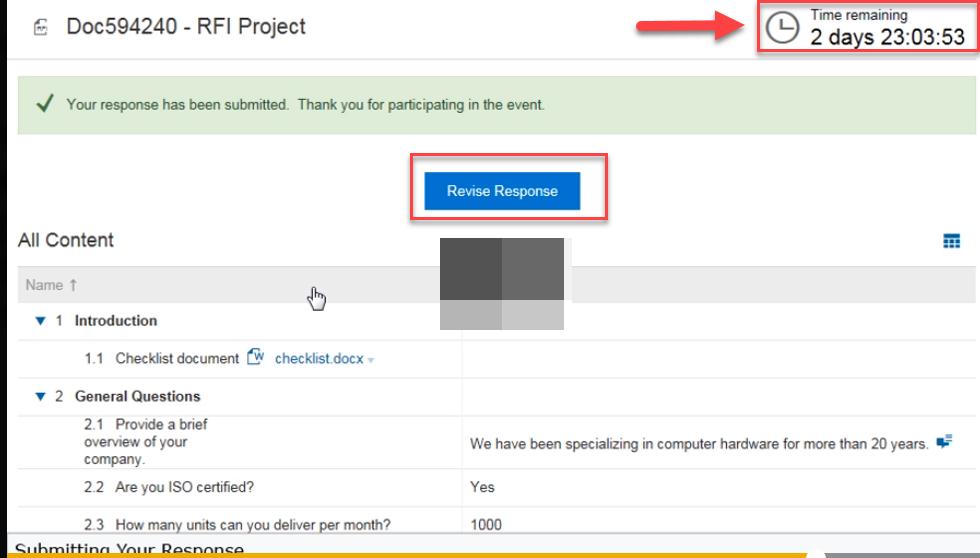 Doc594240 - RFI Project
Time remaining
2 days 23:03:53
Your response has been submitted. Thank you for participating in the event.
Revise Response
All Content
Name ↑
1 Introduction
1.1 Checklist document checklist.docx
2 General Questions
2.1 Provide a brief
overview of your
company.
We have been specializing in computer hardware for more than 20 years.
2.2 Are you ISO certified? Yes
2.3 How many units can you deliver per month? 1000
Submitting Your Response